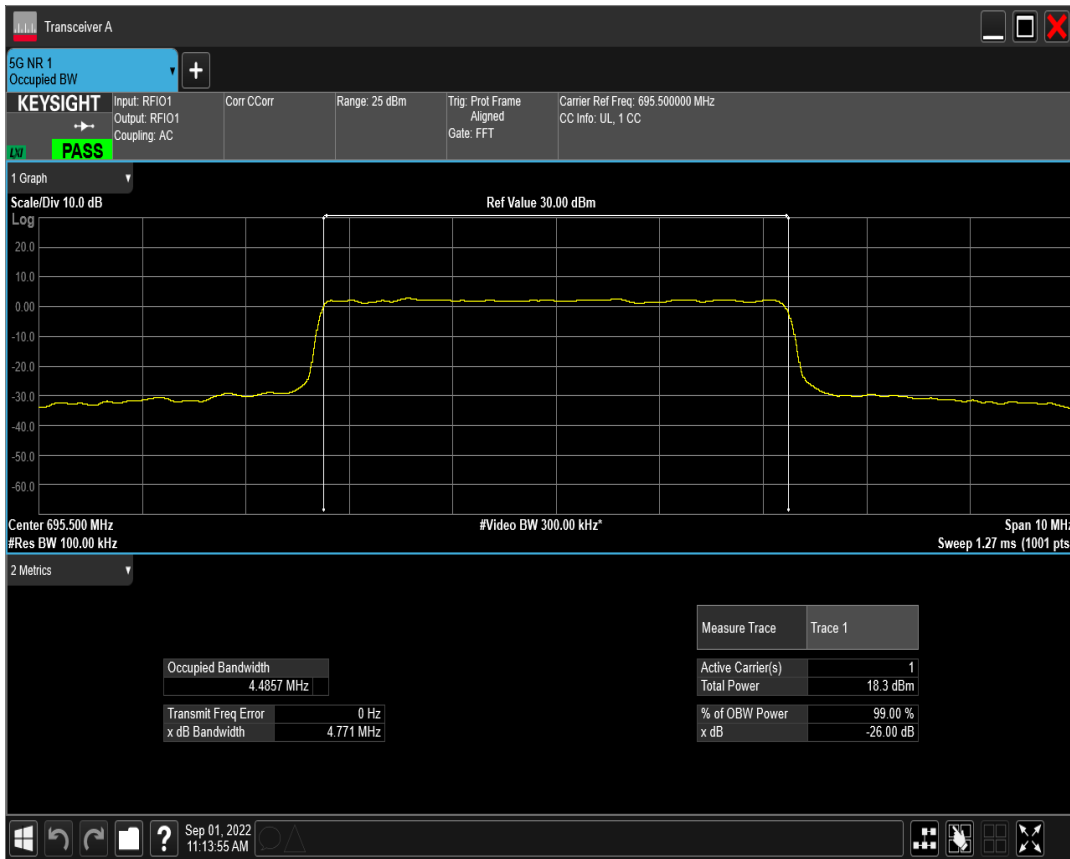 Transceiver A
5G NR 1
Occupied BW
KEYSIGHT
LXI
PASS
Input: RFIO1
Output: RFIO1
Coupling: AC
Corr CCorr
Range: 25 dBm
Trig: Prot Frame
Aligned
Gate: FFT
Carrier Ref Freq: 695.500000 MHz
CC Info: UL, 1 CC
1 Graph
Scale/Div 10.0 dB
Ref Value 30.00 dBm
Log
20.0
10.0
0.00
-10.0
-20.0
-30.0
-40.0
-50.0
-60.0
Center 695.500 MHz
#Video BW 300.00 kHz*
Span 10 MHz
#Res BW 100.00 kHz
Sweep 1.27 ms (1001 pts
2 Metrics
Measure Trace Trace 1
Occupied Bandwidth
4.4857 MHz
Active Carrier(s) 1
Total Power 18.3 dBm
Transmit Freq Error 0 Hz
x dB Bandwidth 4.771 MHz
% of OBW Power 99.00 %
x dB -26.00 dB
?
Sep 01, 2022
11:13:55 AM